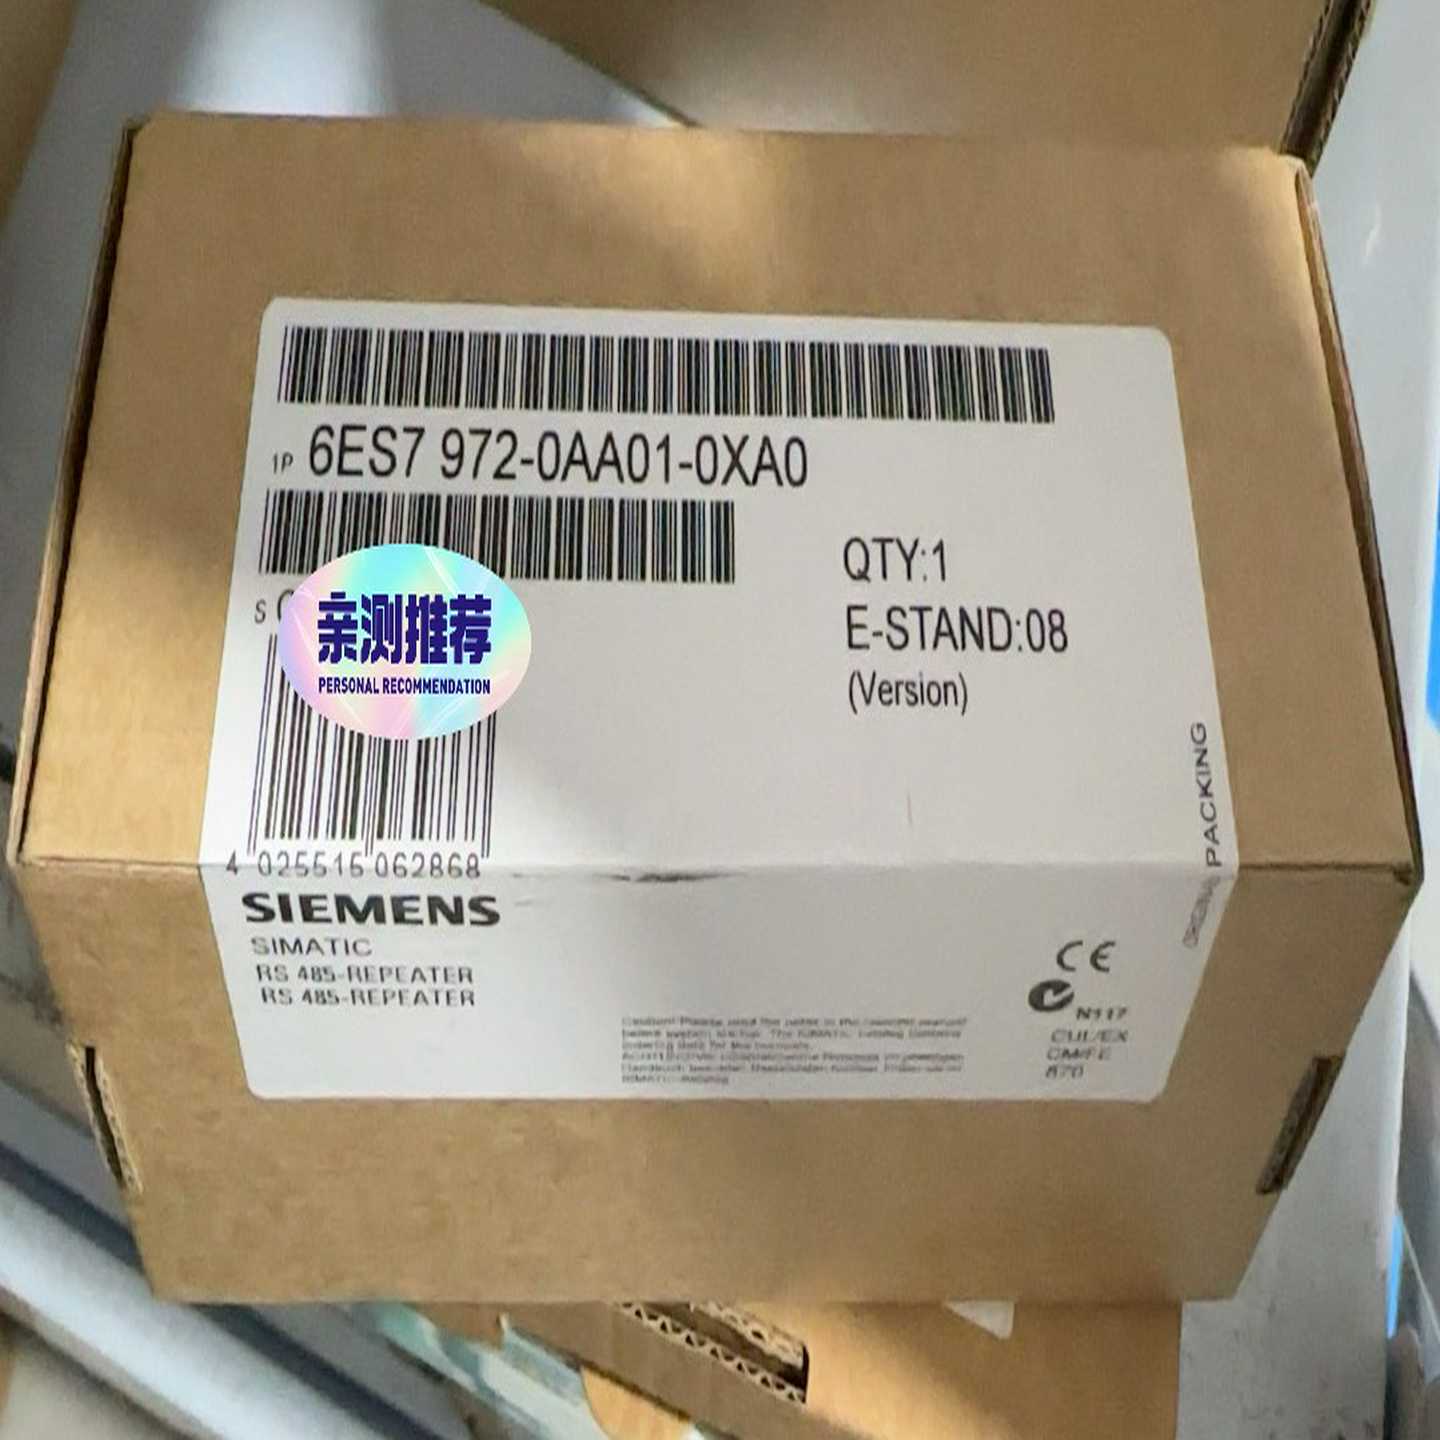 1P 6ES7 972-0AA01-0XA0
S
亲测推荐
PERSONAL RECOMMENDATION
QTY:1
E-STAND:08
(Version)
4 025515 062868
SIEMENS
SIMATIC
RS 485-REPEATER
RS 485-REPEATER
ORIGINAL PACKING
CE
N117